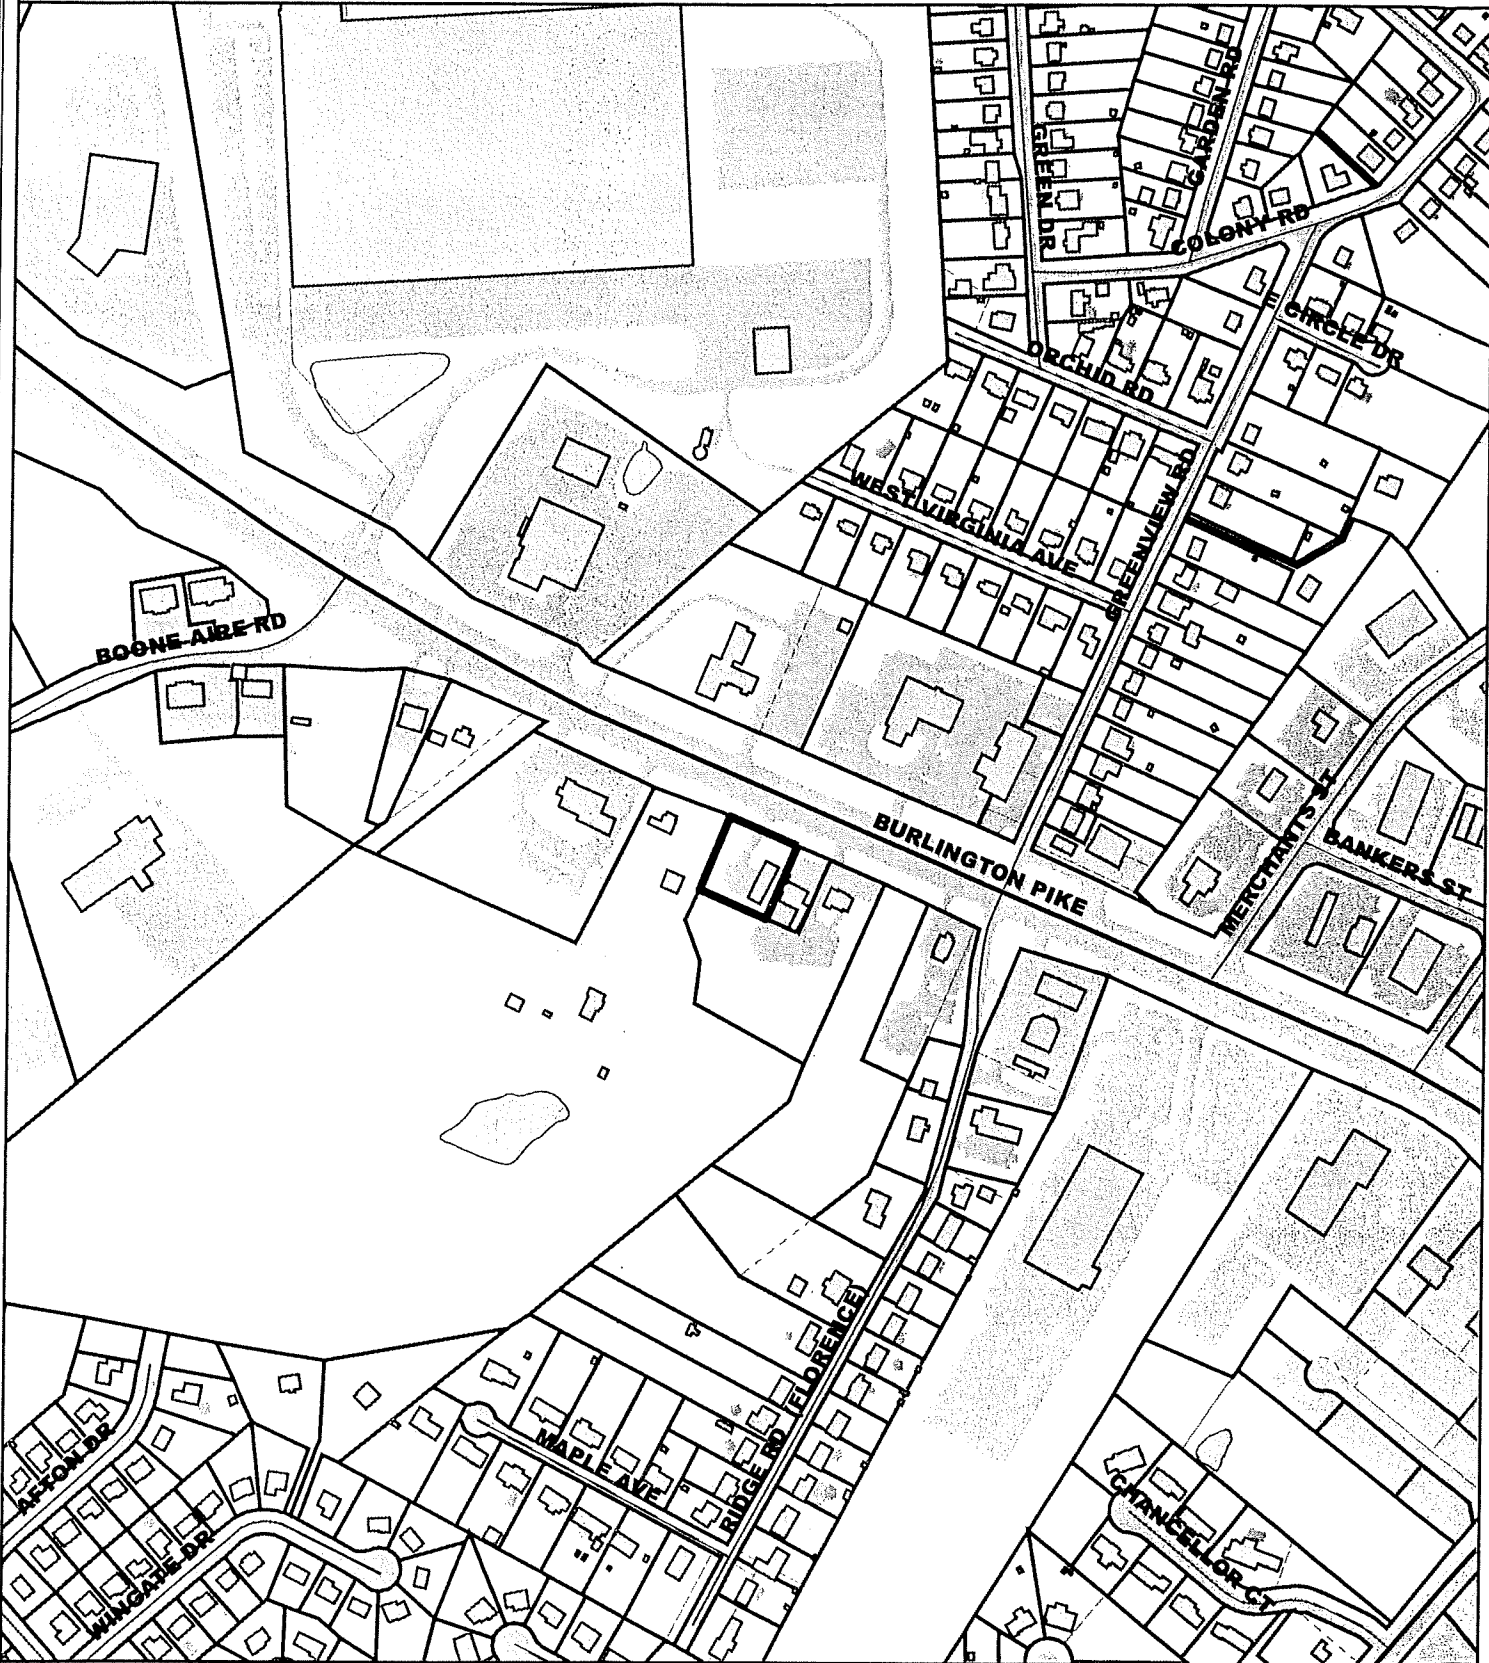 GREEN DR
GARDEN RD
COLONY RD
E CIRCLE DR
ORCHID RD
WEST VIRGINIA AVE
GREENVIEW RD
BOONE AIRE RD
BURLINGTON PIKE
MERCHANTS ST
BANKERS ST
RIDGE RD (FLORENCE)
MAPLE AVE
AFTON DR
WINGATE DR
CHANCELLOR CT